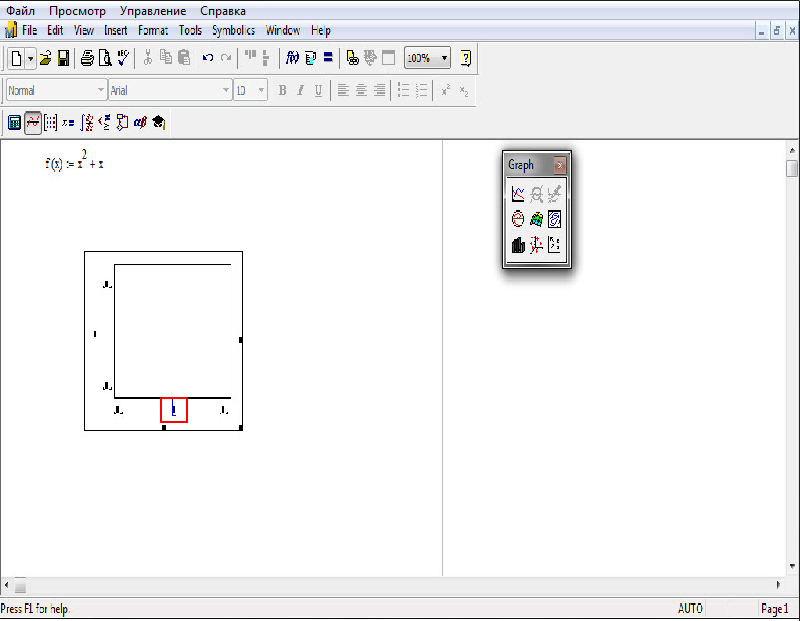 Файл Просмотр Управление Справка
File Edit View Insert Format Tools Symbolics Window Help
100%
Normal Arial 10 B I U
f(x) := x² + x
Graph
Press F1 for help. AUTO Page 1